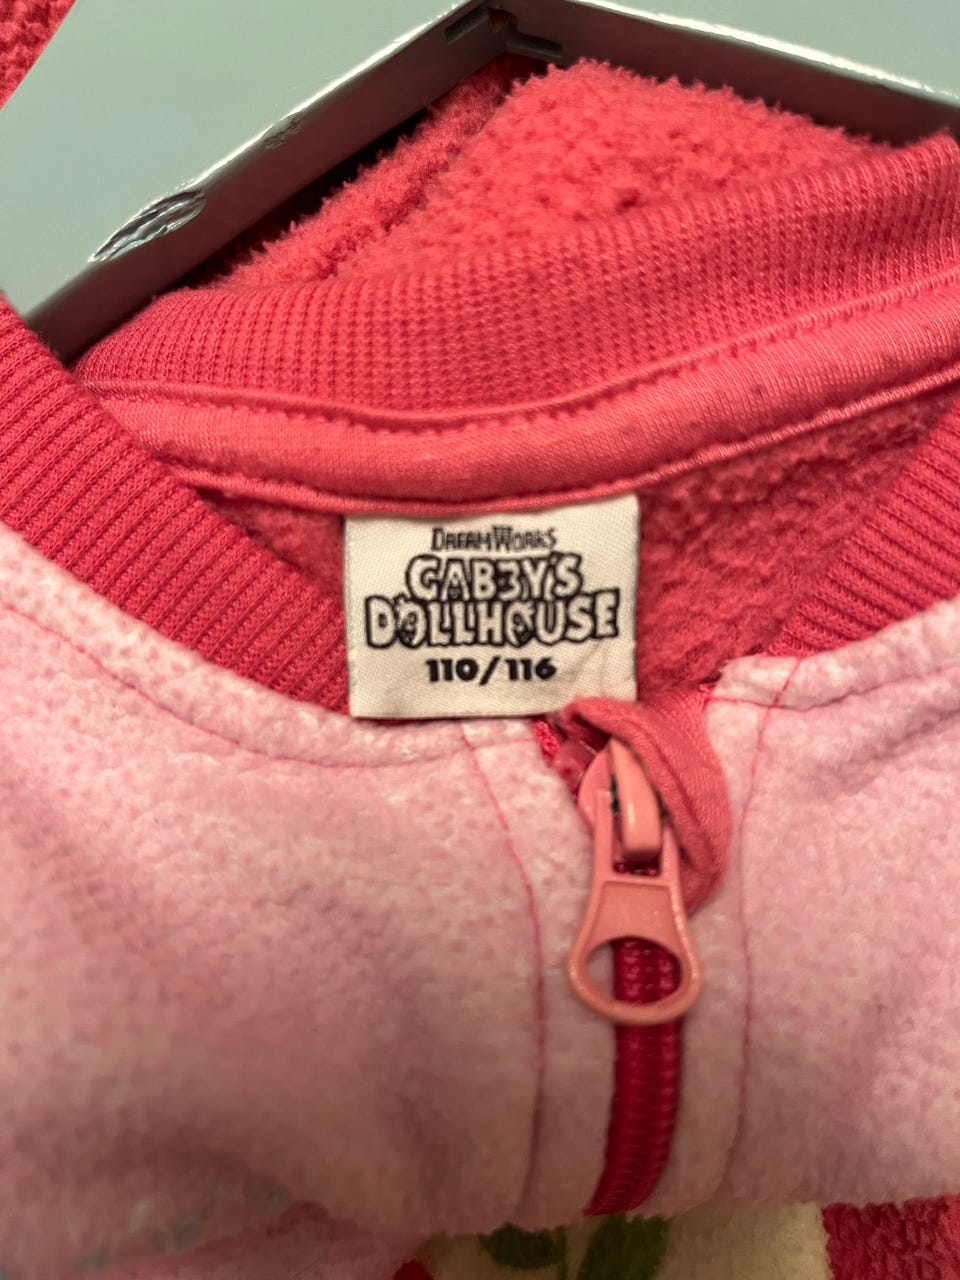 DREAMWORKS
GABBY'S
DOLLHOUSE
110/116